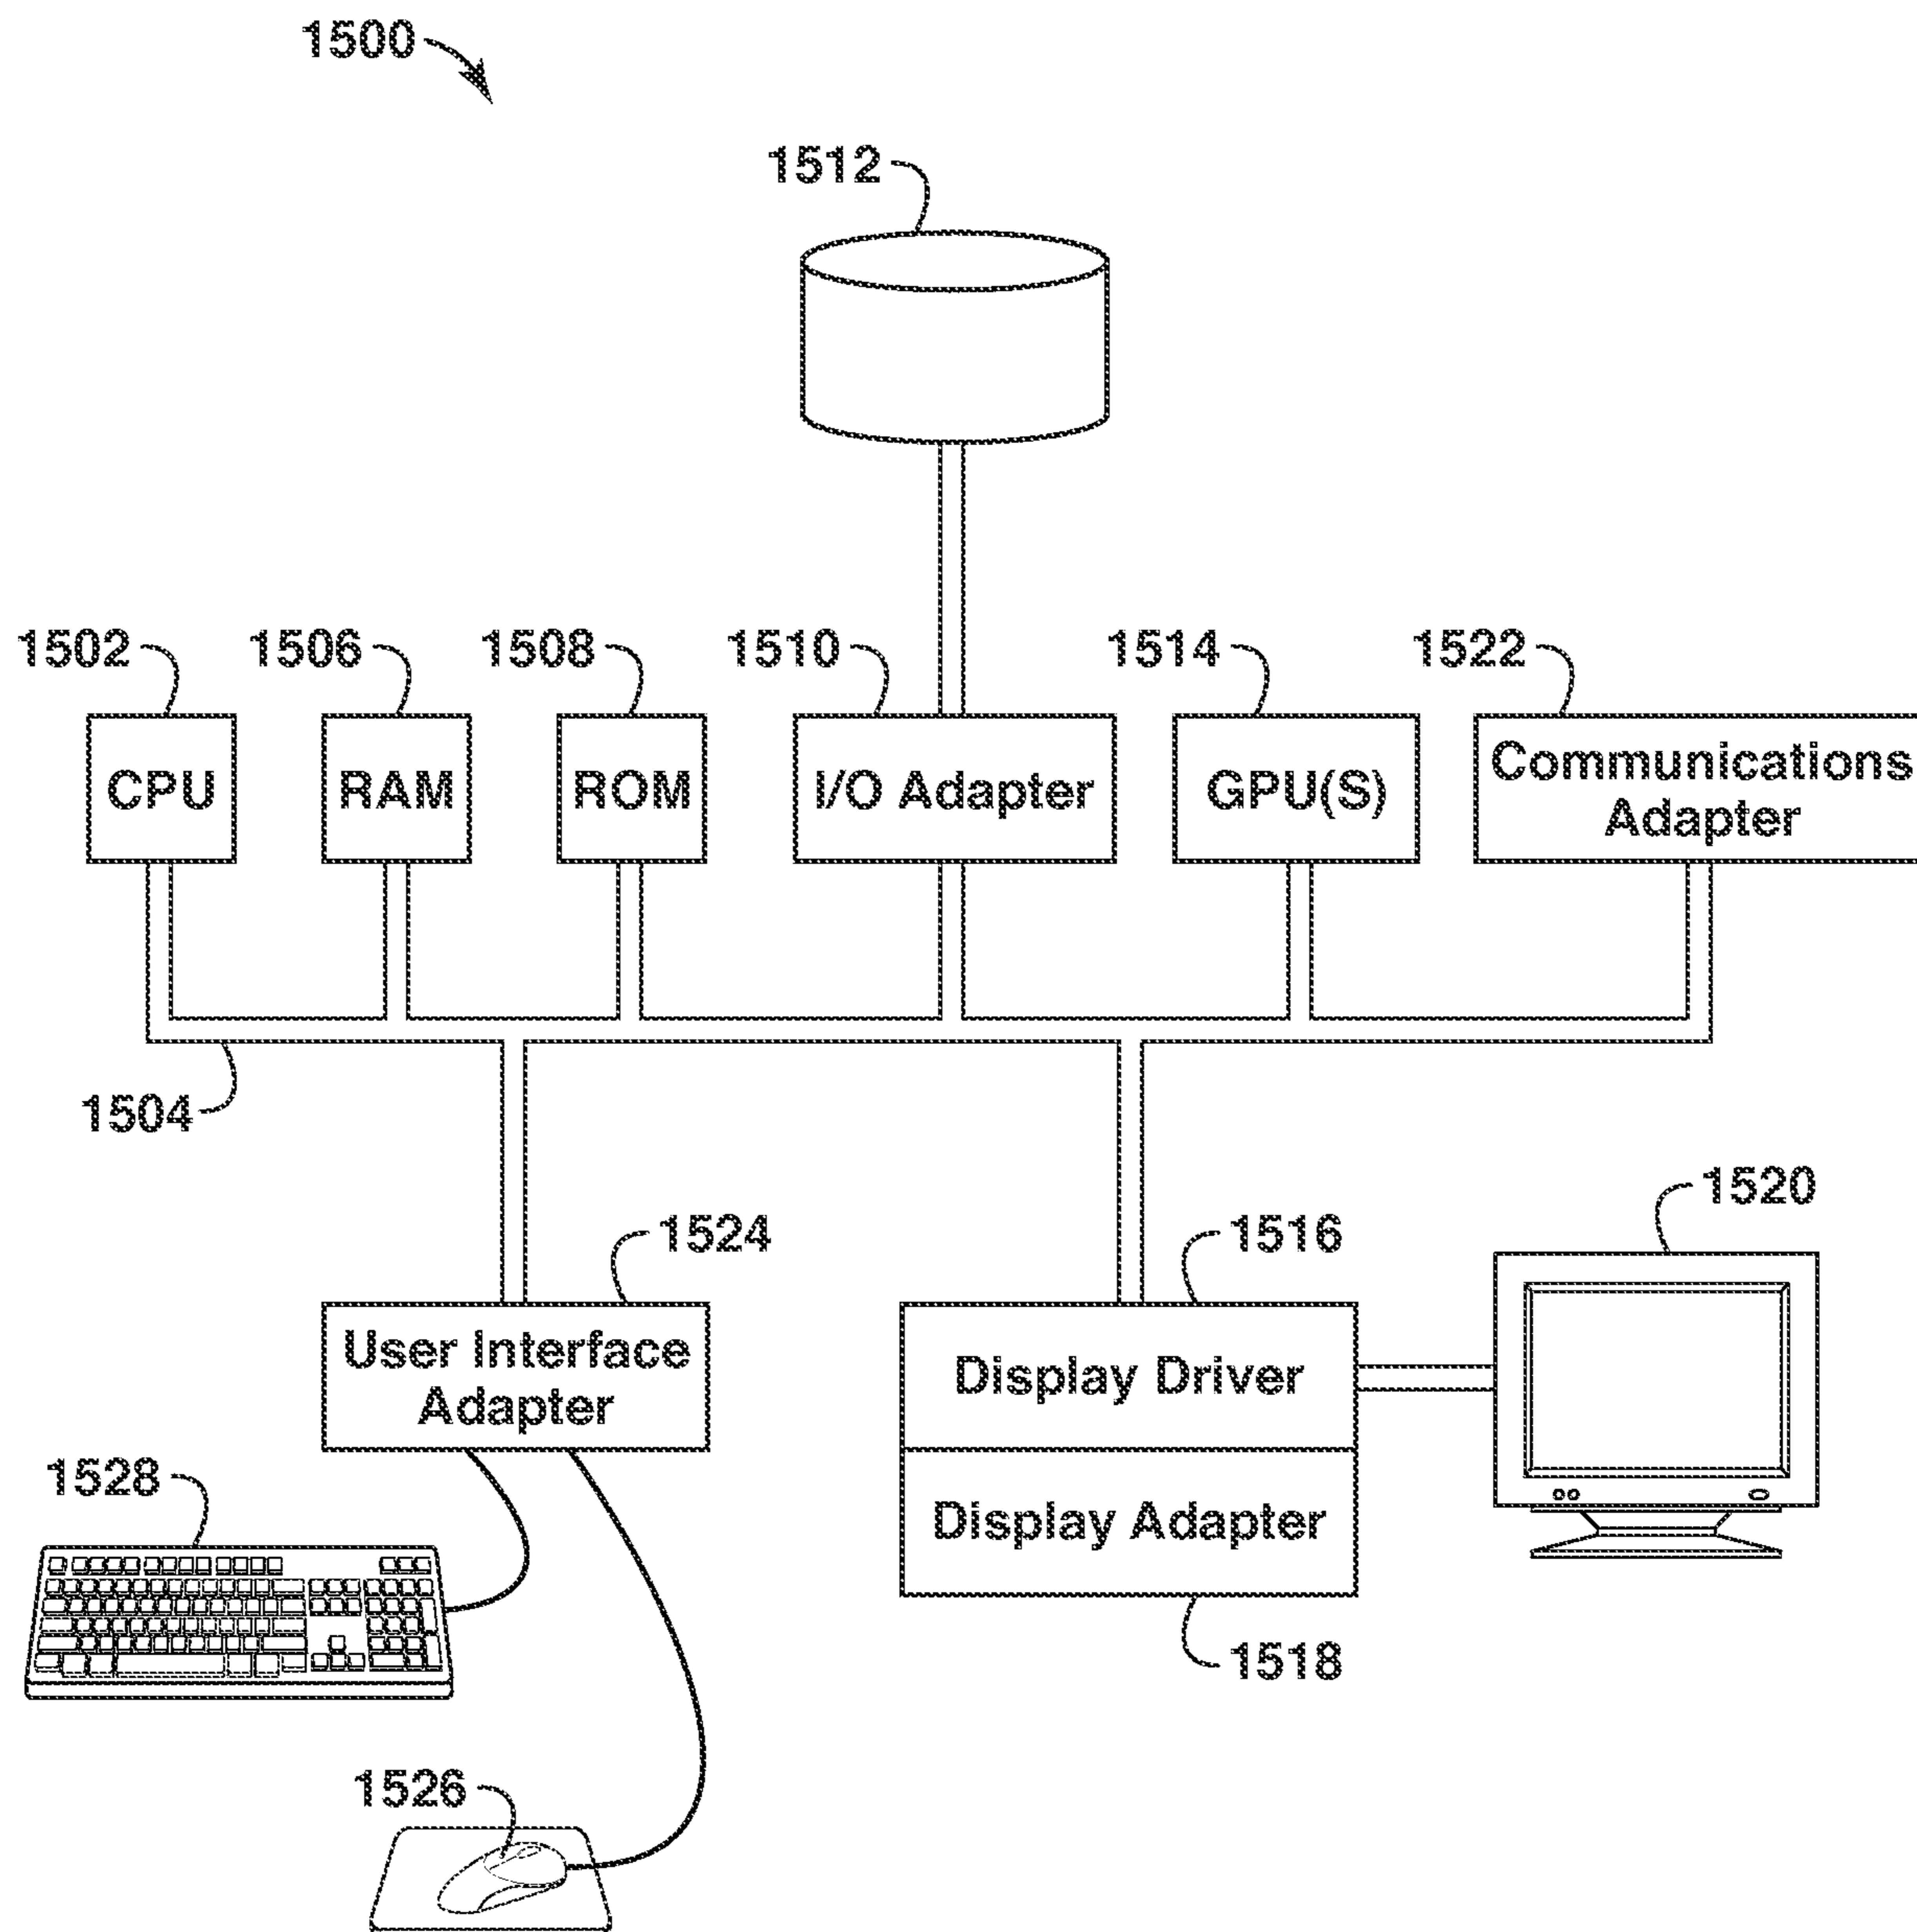 1500
1512
1502
1506
1508
1510
1514
1522
CPU
RAM
ROM
I/O Adapter
GPU(S)
Communications
Adapter
1504
1520
1524
1516
User Interface
Adapter
Display Driver
1528
Display Adapter
1518
1526